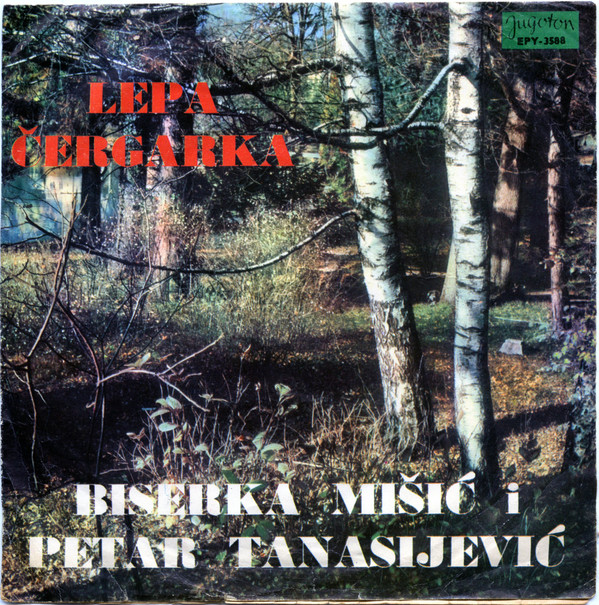 Jugoton
EPY-3588
LEPA
ČERGARKA
BISERKA MIŠIĆ i
PETAR TANASIJEVIĆ